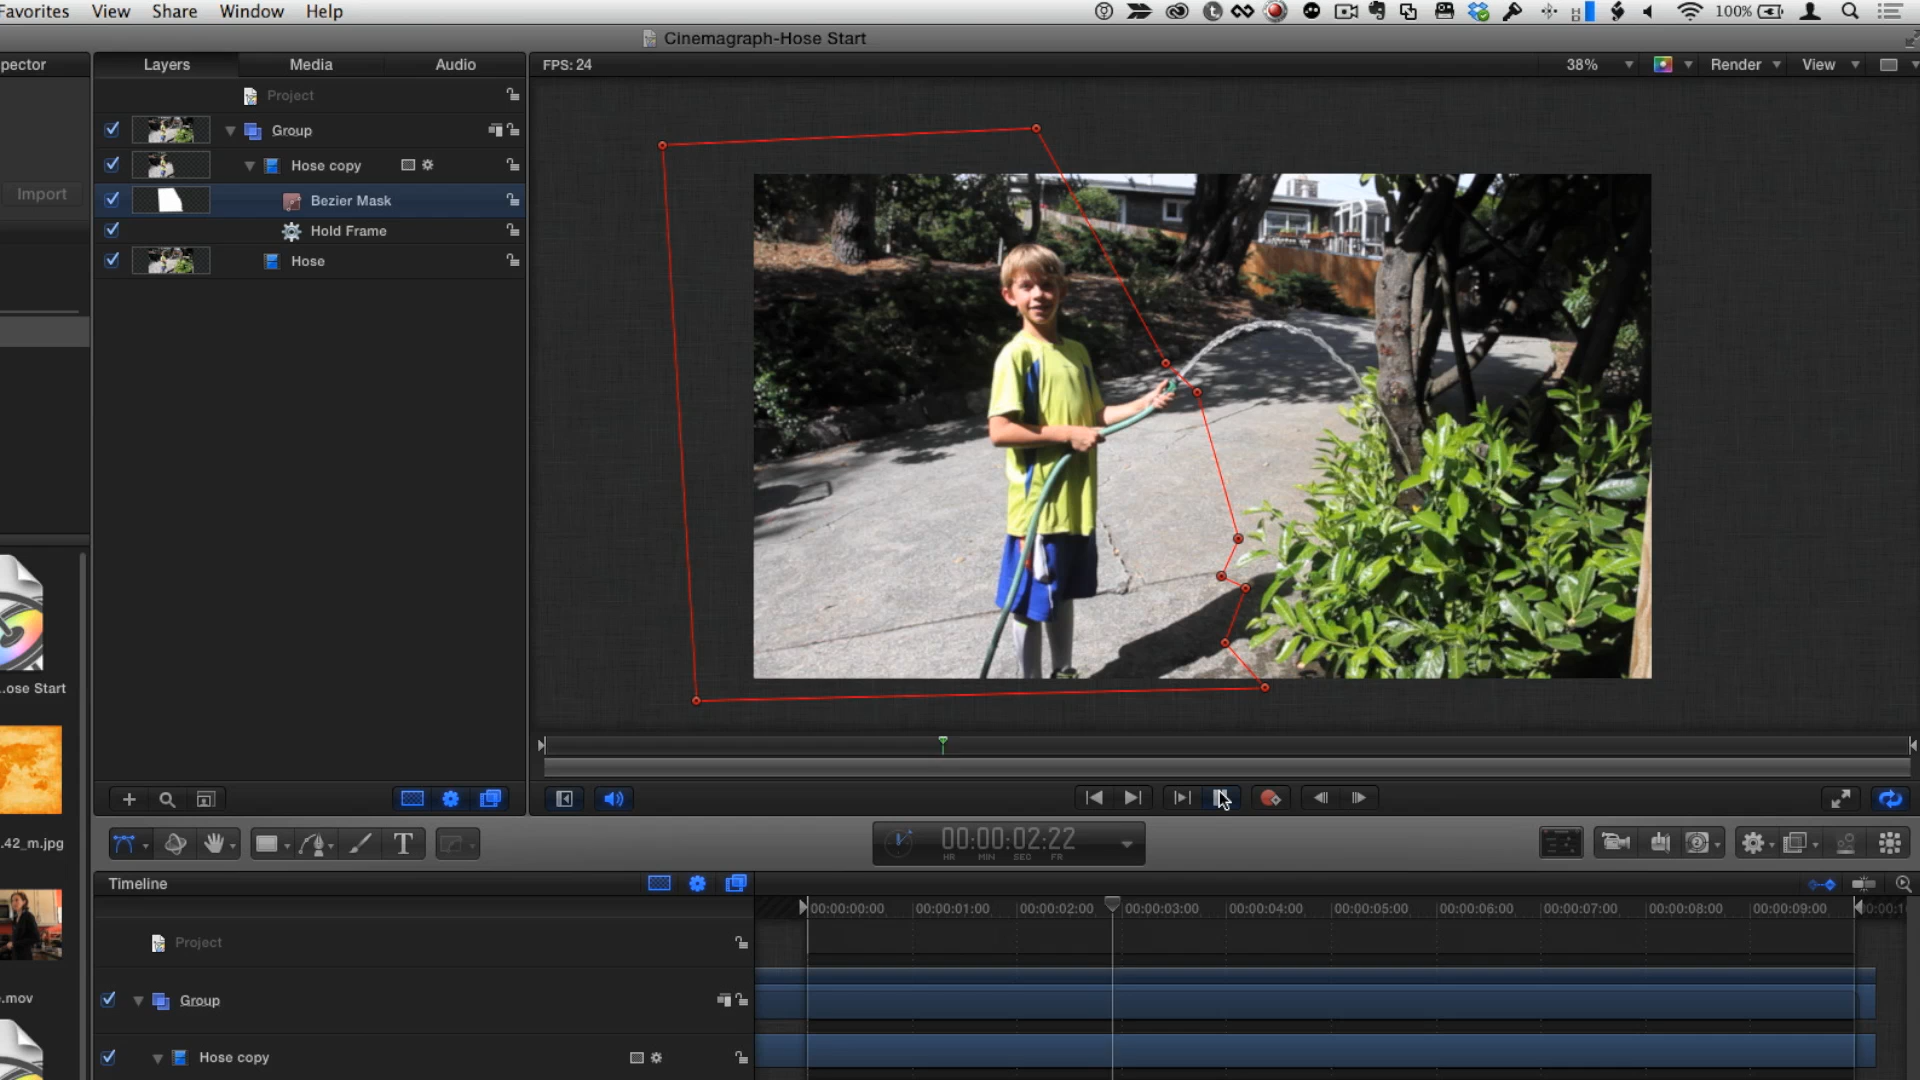 Favorites View Share Window Help 100%
Cinemagraph-Hose Start
pector Layers Media Audio FPS: 24 38% Render View
Project
Group
Hose copy
Import Bezier Mask
Hold Frame
Hose
..ose Start
.42_m.jpg
T 00:00:02:22
HR MIN SEC FR
Timeline
00:00:00:00 00:00:01:00 00:00:02:00 00:00:03:00 00:00:04:00 00:00:05:00 00:00:06:00 00:00:07:00 00:00:08:00 00:00:09:00 00:00:1
Project
e.mov Group
Hose copy